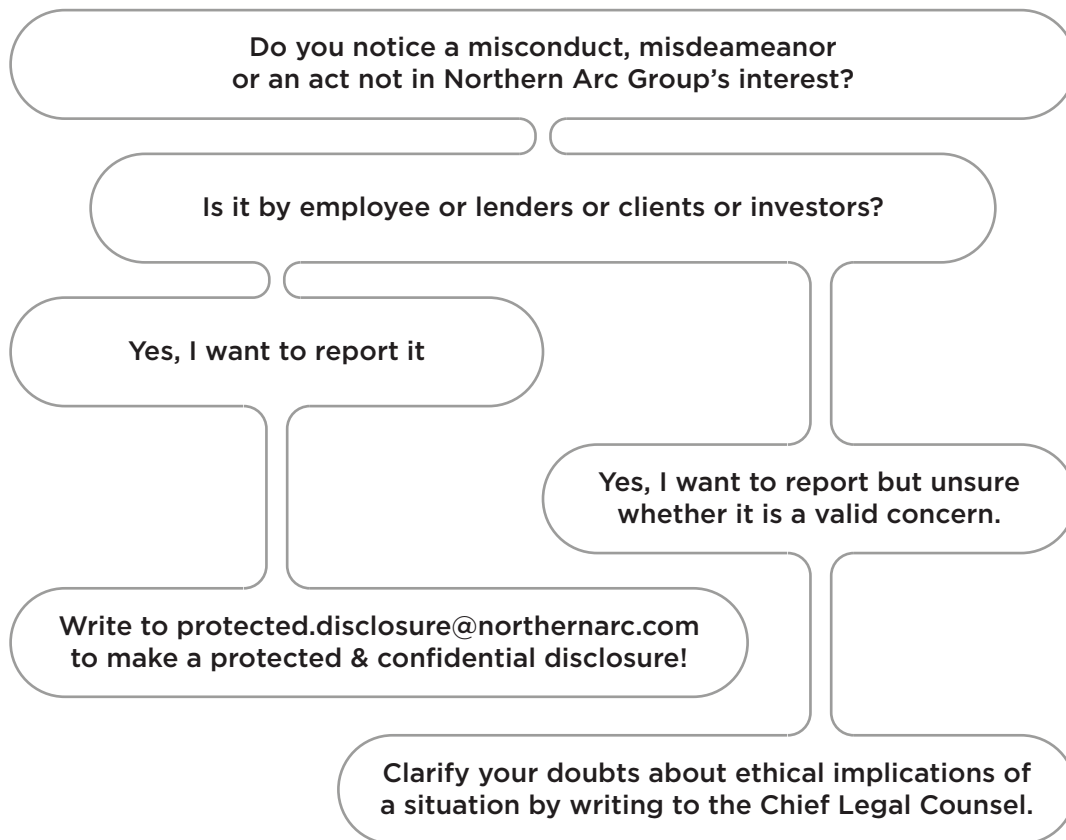 Do you notice a misconduct, misdeameanor
or an act not in Northern Arc Group's interest?
Is it by employee or lenders or clients or investors?
Yes, I want to report it
Yes, I want to report but unsure
whether it is a valid concern.
Write to protected.disclosure@northernarc.com
to make a protected & confidential disclosure!
Clarify your doubts about ethical implications of
a situation by writing to the Chief Legal Counsel.